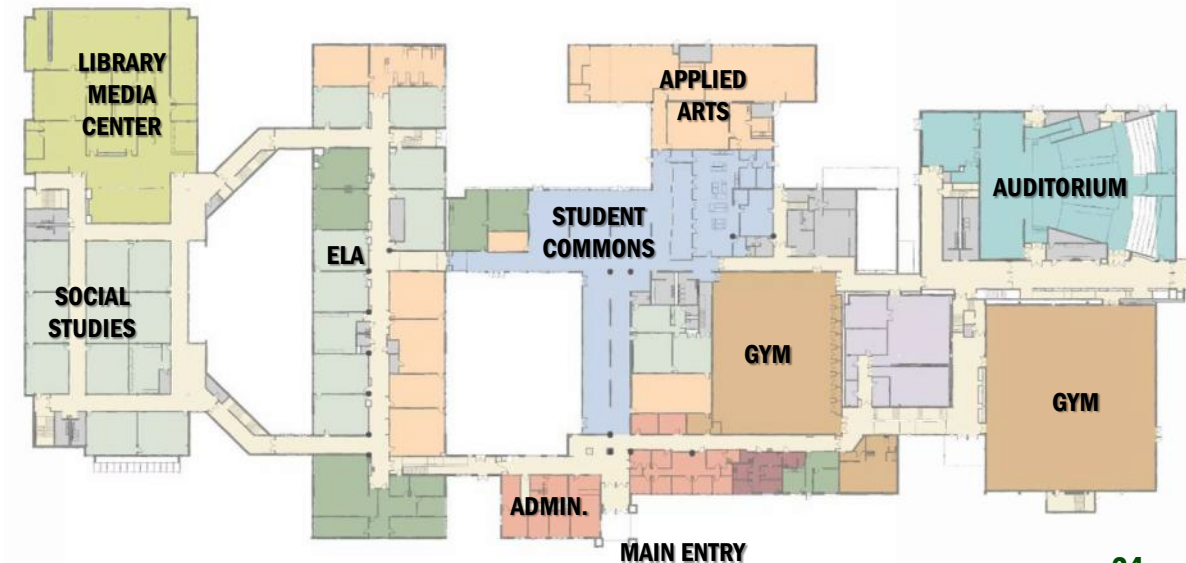 LIBRARY
MEDIA
CENTER
APPLIED
ARTS
AUDITORIUM
STUDENT
COMMONS
ELA
SOCIAL
STUDIES
GYM
GYM
ADMIN.
MAIN ENTRY